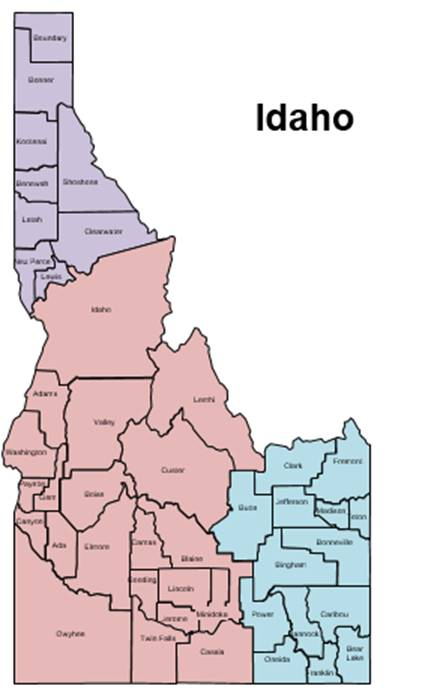 Idaho
Boundary
Bonner
Kootenai
Benewah
Shoshone
Latah
Clearwater
Nez Perce
Lewis
Idaho
Adams
Lemhi
Valley
Washington
Custer
Payette
Gem
Boise
Canyon
Ada
Elmore
Camas
Blaine
Gooding
Lincoln
Jerome
Minidoka
Owyhee
Twin Falls
Cassia
Clark
Fremont
Butte
Jefferson
Madison
Teton
Bonneville
Bingham
Power
Caribou
Bannock
Oneida
Franklin
Bear
Lake